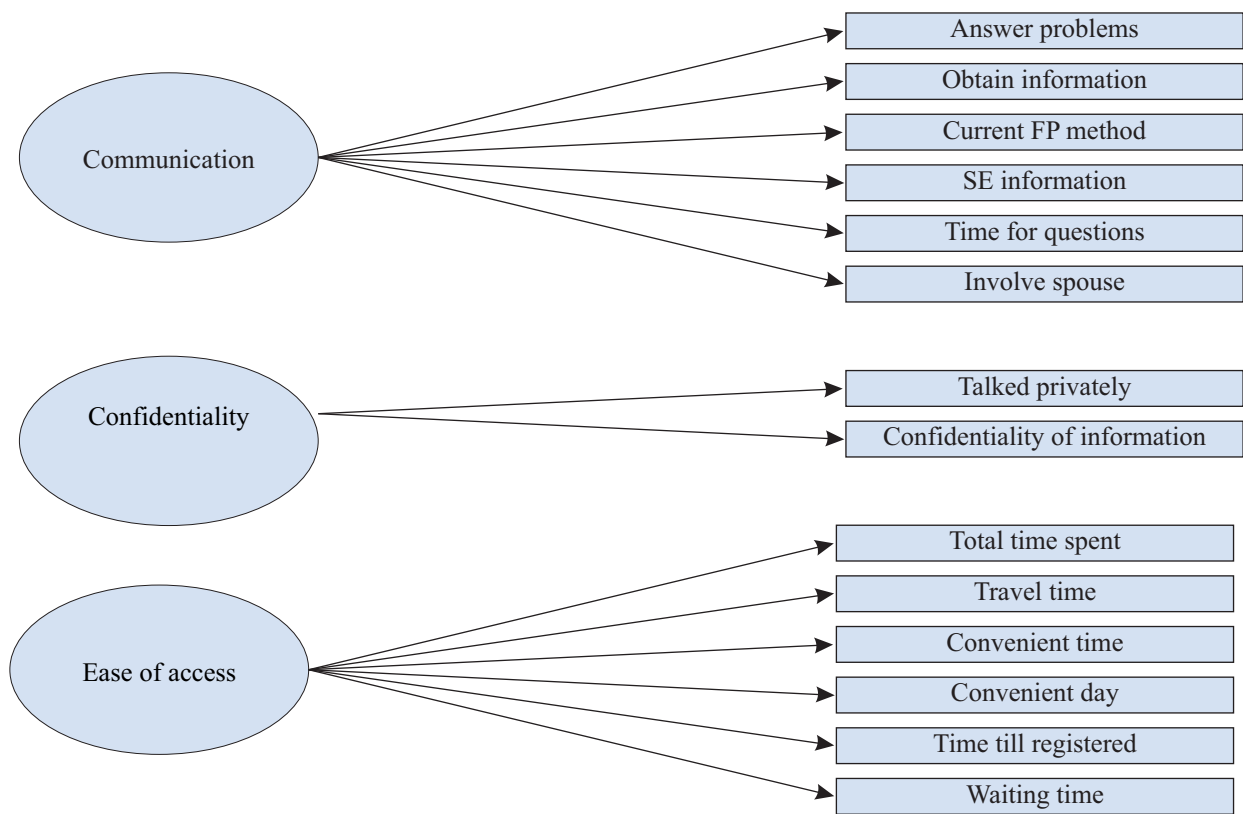 Communication
Answer problems
Obtain information
Current FP method
SE information
Time for questions
Involve spouse
Confidentiality
Talked privately
Confidentiality of information
Ease of access
Total time spent
Travel time
Convenient time
Convenient day
Time till registered
Waiting time